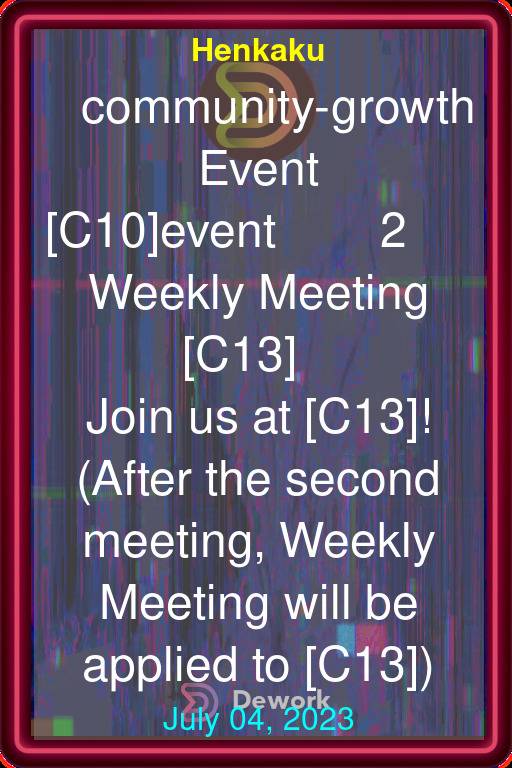 Henkaku
community-growth
Event
[C10]event 2
Weekly Meeting
[C13]
Join us at [C13]!
(After the second
meeting, Weekly
Meeting will be
applied to [C13])
Dework
July 04, 2023